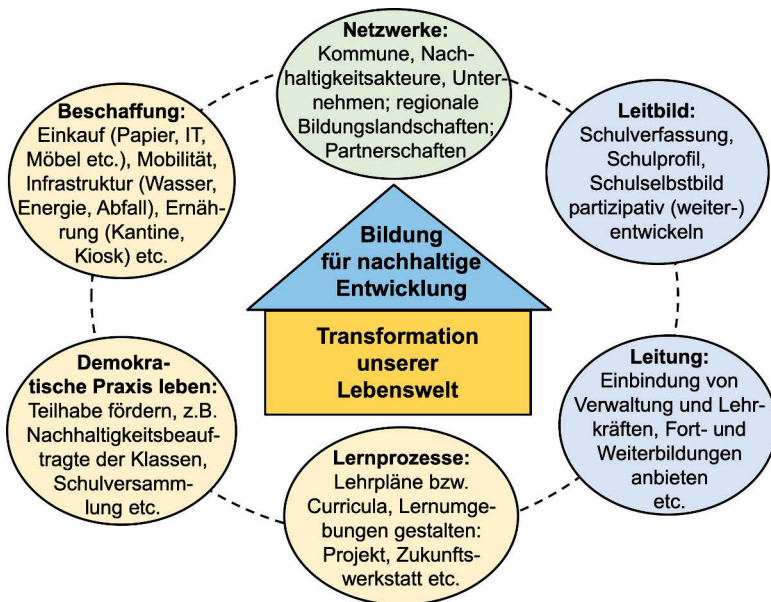 Netzwerke:
Kommune, Nach-
haltigkeitsakteure, Unter-
nehmen; regionale
Bildungslandschaften;
Partnerschaften
Beschaffung:
Einkauf (Papier, IT,
Möbel etc.), Mobilität,
Infrastruktur (Wasser,
Energie, Abfall), Ernäh-
rung (Kantine,
Kiosk) etc.
Leitbild:
Schulverfassung,
Schulprofil,
Schulselbstbild
partizipativ (weiter-)
entwickeln
Bildung
für nachhaltige
Entwicklung
Transformation
unserer
Lebenswelt
Demokra-
tische Praxis leben:
Teilhabe fördern, z.B.
Nachhaltigkeitsbeauf-
tragte der Klassen,
Schulversamm-
lung etc.
Leitung:
Einbindung von
Verwaltung und Lehr-
kräften, Fort- und
Weiterbildungen
anbieten
etc.
Lernprozesse:
Lehrpläne bzw.
Curricula, Lernumge-
bungen gestalten:
Projekt, Zukunfts-
werkstatt etc.